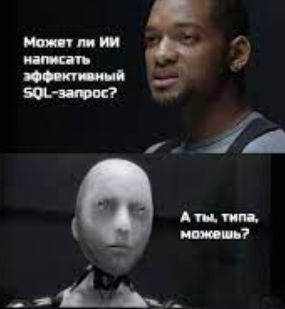 Может ли ИИ
написать
эффективный
SQL-запрос?
А ты, типа,
можешь?